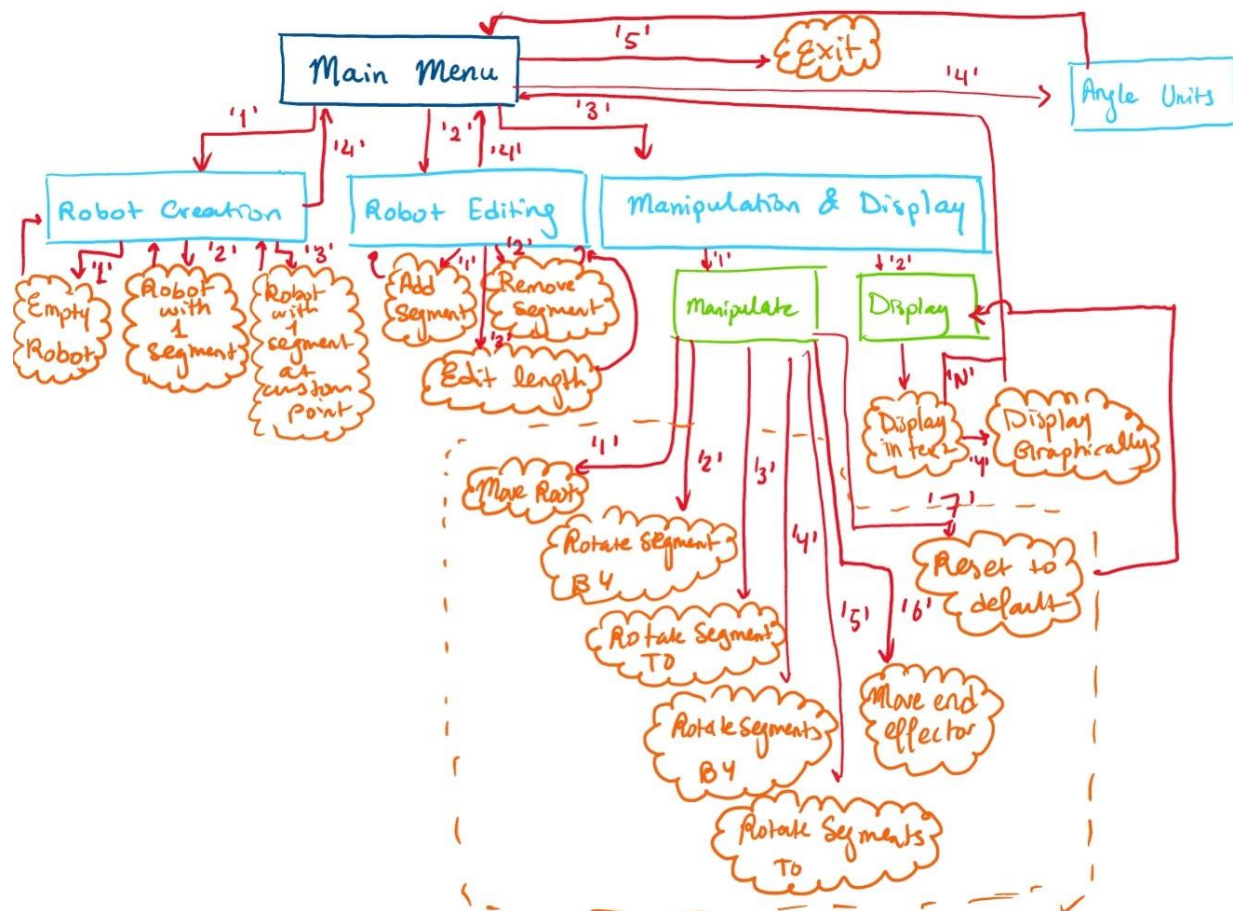 '5'
Exit
Main Menu
'4'
Angle Units
'1'
'4'
'2'
'4'
'3'
Robot Creation
Robot Editing
Manipulation & Display
'1'
'2'
'3'
'1'
'2'
'1'
'2'
Empty
Robot
Robot
with
1
segment
Robot
with 1
segment
at
custom
point
Add
Segment
Remove
Segment
'3'
Edit length
Manipulate
Display
'N'
Display
in text
'Y'
Display
Graphically
'1'
Move Root
'2'
Rotate Segment
BY
'3'
Rotate Segment
TO
'4'
Rotate Segments
BY
'5'
Rotate Segments
TO
'6'
Move end
effector
'7'
Reset to
default